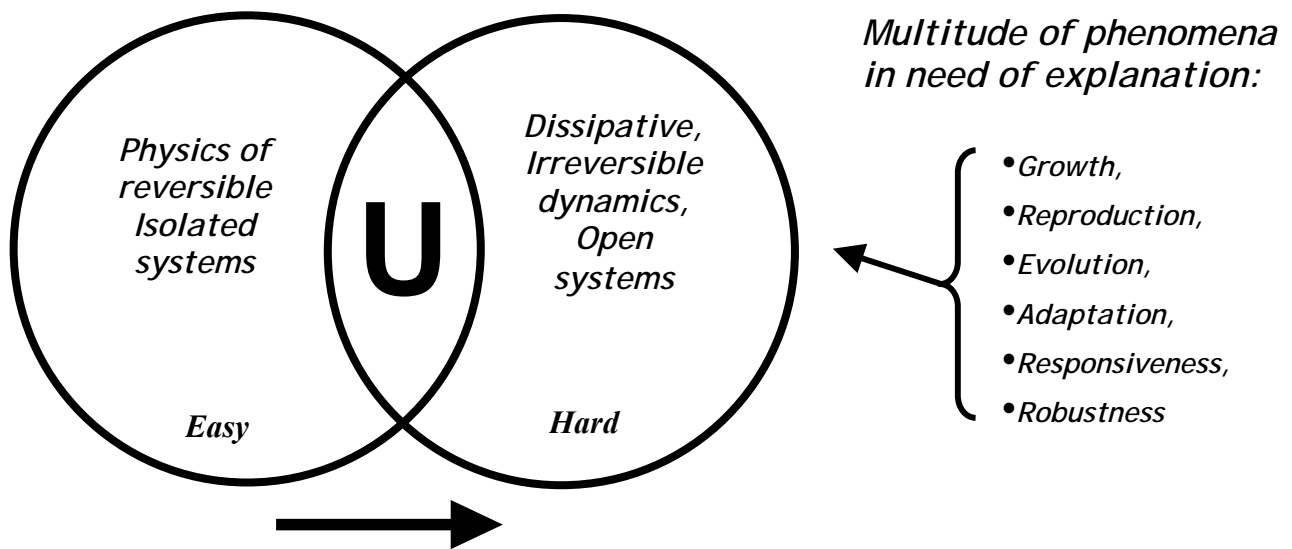 Physics of
reversible
Isolated
systems
Easy
U
Dissipative,
Irreversible
dynamics,
Open
systems
Hard
Multitude of phenomena
in need of explanation:
•Growth,
•Reproduction,
•Evolution,
•Adaptation,
•Responsiveness,
•Robustness